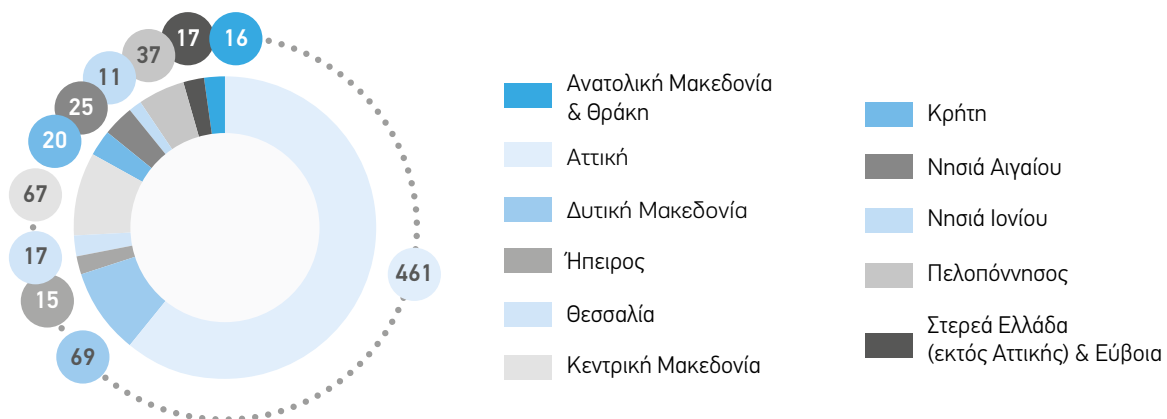 17
16
37
11
25
20
67
17
15
69
461
Ανατολική Μακεδονία
& Θράκη
Αττική
Δυτική Μακεδονία
Ήπειρος
Θεσσαλία
Κεντρική Μακεδονία
Κρήτη
Νησιά Αιγαίου
Νησιά Ιονίου
Πελοπόννησος
Στερεά Ελλάδα
(εκτός Αττικής) & Εύβοια